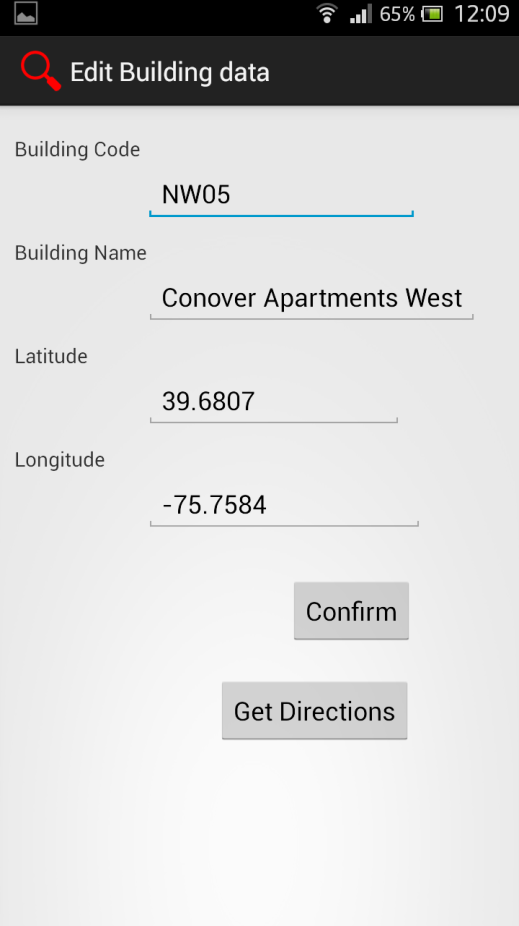 65% 12:09
Edit Building data
Building Code
NW05
Building Name
Conover Apartments West
Latitude
39.6807
Longitude
-75.7584
Confirm
Get Directions